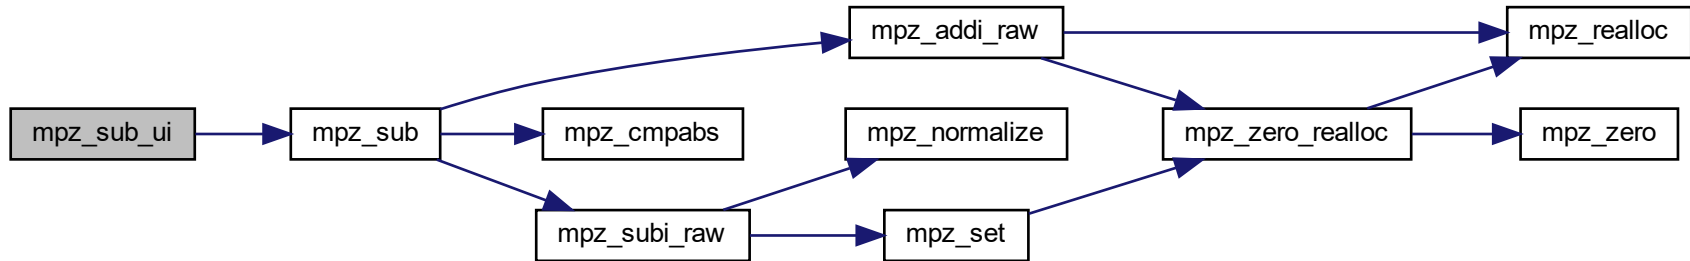 mpz_sub_ui
mpz_sub
mpz_addi_raw
mpz_cmpabs
mpz_subi_raw
mpz_normalize
mpz_set
mpz_zero_realloc
mpz_realloc
mpz_zero